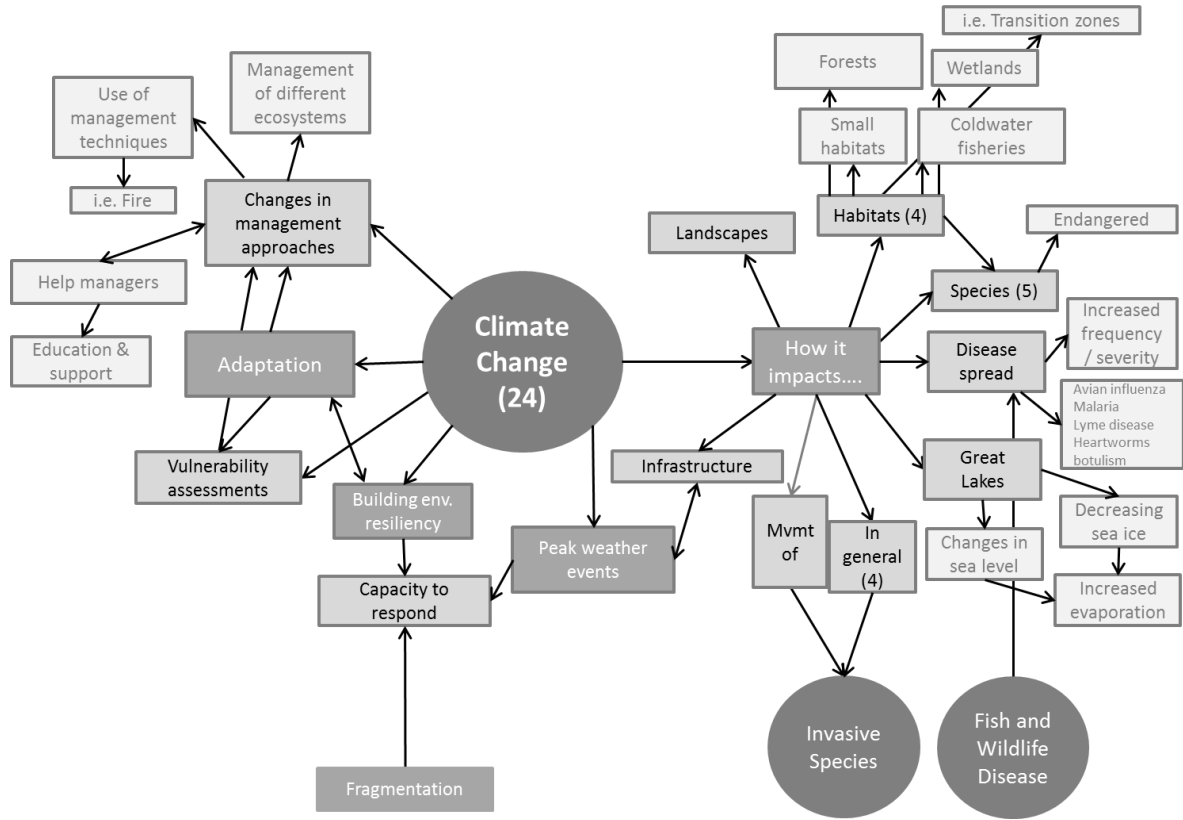 i.e. Transition zones
Forests
Wetlands
Management
of different
ecosystems
Use of
management
techniques
Small
habitats
Coldwater
fisheries
i.e. Fire
Changes in
management
approaches
Habitats (4)
Endangered
Landscapes
Help managers
Species (5)
Climate
Change
(24)
Increased
frequency
/ severity
Education &
support
Adaptation
How it
impacts....
Disease
spread
Avian influenza
Malaria
Lyme disease
Heartworms
botulism
Vulnerability
assessments
Infrastructure
Great
Lakes
Building env.
resiliency
Peak weather
events
Mvmt
of
In
general
(4)
Changes in
sea level
Decreasing
sea ice
Capacity to
respond
Increased
evaporation
Invasive
Species
Fish and
Wildlife
Disease
Fragmentation